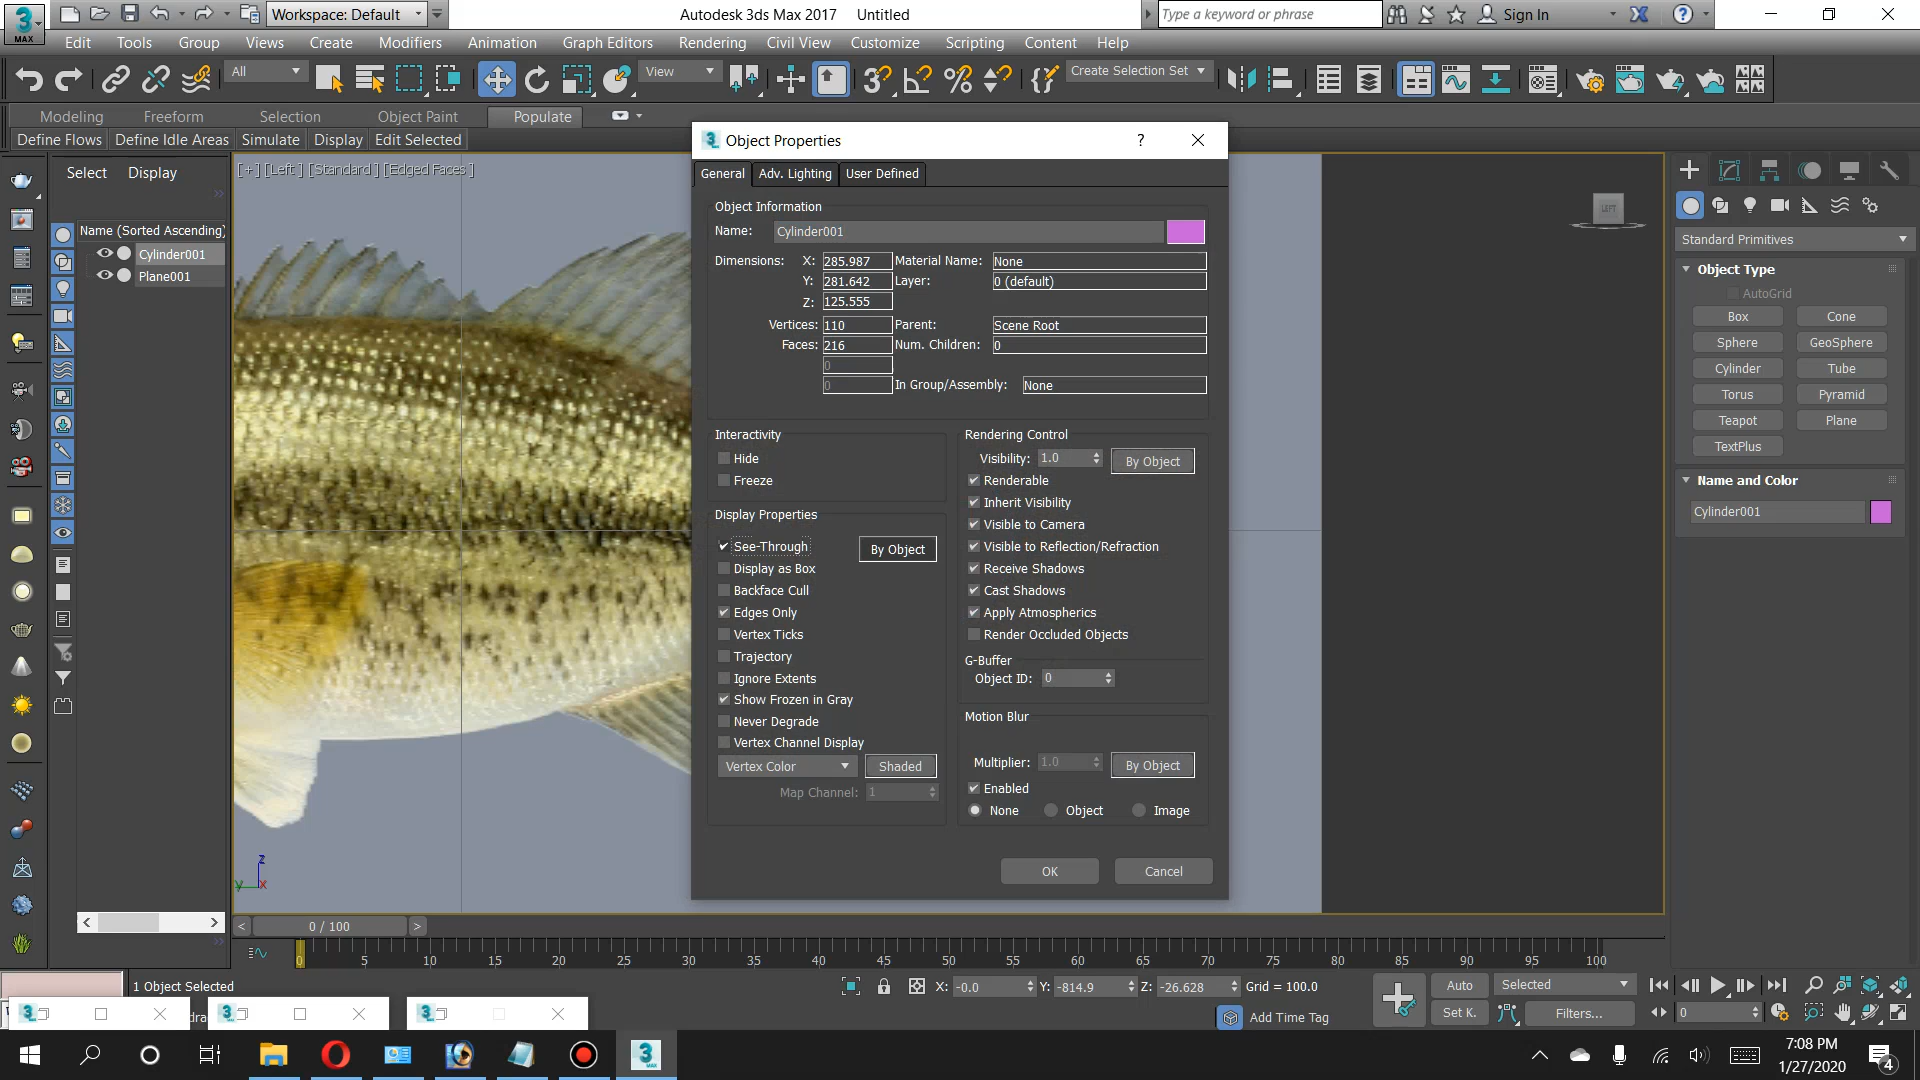 Workspace: Default
Autodesk 3ds Max 2017 Untitled
Type a keyword or phrase
Sign In
MAX
Edit Tools Group Views Create Modifiers Animation Graph Editors Rendering Civil View Customize Scripting Content Help
All
View
Create Selection Set
Modeling Freeform Selection Object Paint Populate
Define Flows Define Idle Areas Simulate Display Edit Selected
Select Display
Name (Sorted Ascending)
Cylinder001
Plane001
[+] [Left] [Standard] [Edged Faces]
Object Properties
General Adv. Lighting User Defined
Object Information
Name: Cylinder001
Dimensions: X: 285.987 Material Name: None
Y: 281.642 Layer: 0 (default)
Z: 125.555
Vertices: 110 Parent: Scene Root
Faces: 216 Num. Children: 0
0
0 In Group/Assembly: None
Interactivity
Hide
Freeze
Display Properties
See-Through By Object
Display as Box
Backface Cull
Edges Only
Vertex Ticks
Trajectory
Ignore Extents
Show Frozen in Gray
Never Degrade
Vertex Channel Display
Vertex Color Shaded
Map Channel: 1
Rendering Control
Visibility: 1.0 By Object
Renderable
Inherit Visibility
Visible to Camera
Visible to Reflection/Refraction
Receive Shadows
Cast Shadows
Apply Atmospherics
Render Occluded Objects
G-Buffer
Object ID: 0
Motion Blur
Multiplier: 1.0 By Object
Enabled
None Object Image
OK Cancel
LEFT
Standard Primitives
Object Type
AutoGrid
Box Cone
Sphere GeoSphere
Cylinder Tube
Torus Pyramid
Teapot Plane
TextPlus
Name and Color
Cylinder001
z
y x
0 / 100
0 5 10 15 20 25 30 35 40 45 50 55 60 65 70 75 80 85 90 95 100
1 Object Selected
X: -0.0 Y: -814.9 Z: -26.628 Grid = 100.0
Add Time Tag
Auto Selected
Set K. Filters...
0
7:08 PM
1/27/2020
4